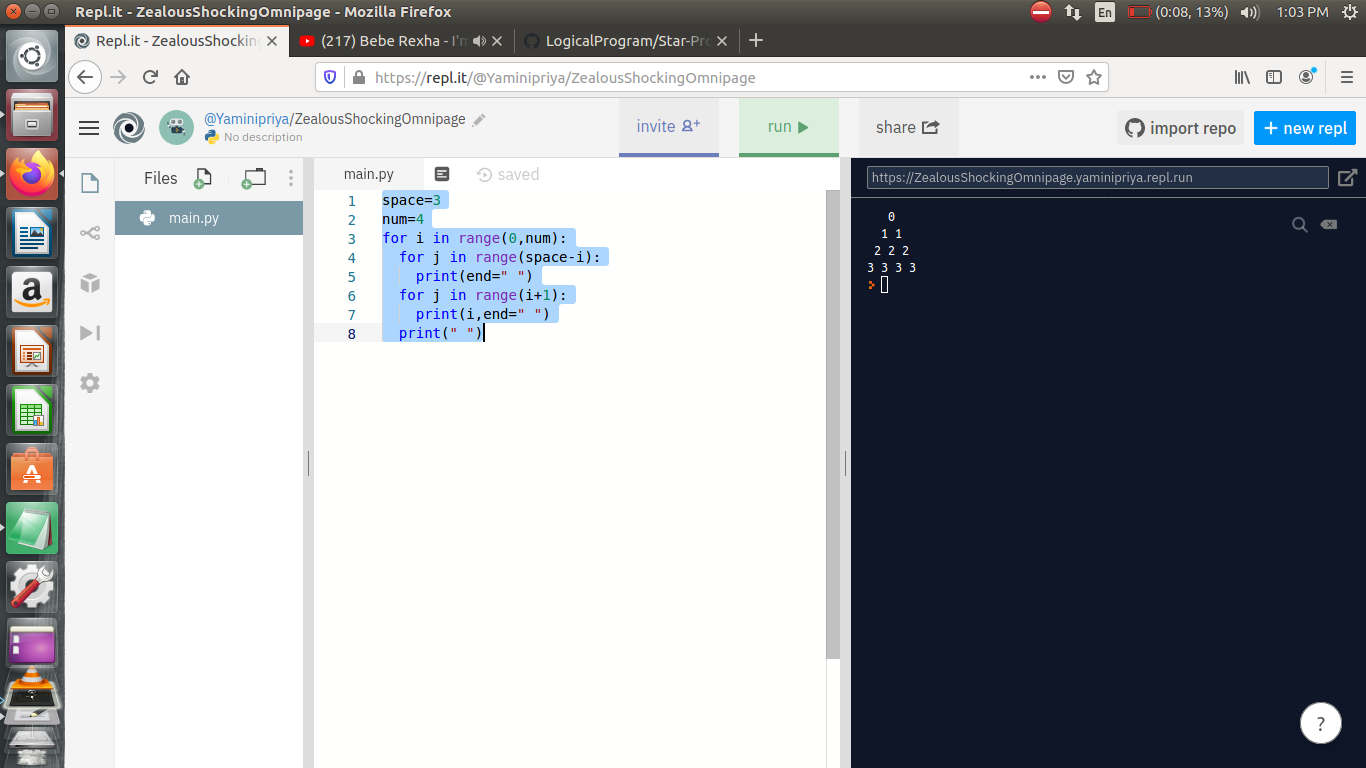 Repl.it - ZealousShockingOmnipage - Mozilla Firefox
En (0:08, 13%) 1:03 PM
Repl.it - ZealousShocking
(217) Bebe Rexha - I'm
LogicalProgram/Star-Pro
https://repl.it/@Yaminipriya/ZealousShockingOmnipage
@Yaminipriya/ZealousShockingOmnipage
No description
invite
run
share
import repo
+ new repl
Files
main.py
main.py
saved
1 space=3
2 num=4
3 for i in range(0,num):
4   for j in range(space-i):
5     print(end=" ")
6   for j in range(i+1):
7     print(i,end=" ")
8   print(" ")
https://ZealousShockingOmnipage.yaminipriya.repl.run
   0
  1 1
 2 2 2
3 3 3 3
?